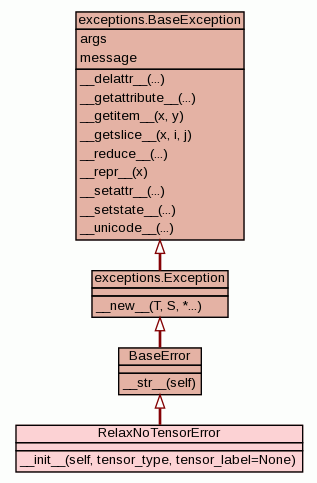 exceptions.BaseException
args
message
__delattr__(...)
__getattribute__(...)
__getitem__(x, y)
__getslice__(x, i, j)
__reduce__(...)
__repr__(x)
__setattr__(...)
__setstate__(...)
__unicode__(...)
exceptions.Exception
__new__(T, S, *...)
BaseError
__str__(self)
RelaxNoTensorError
__init__(self, tensor_type, tensor_label=None)